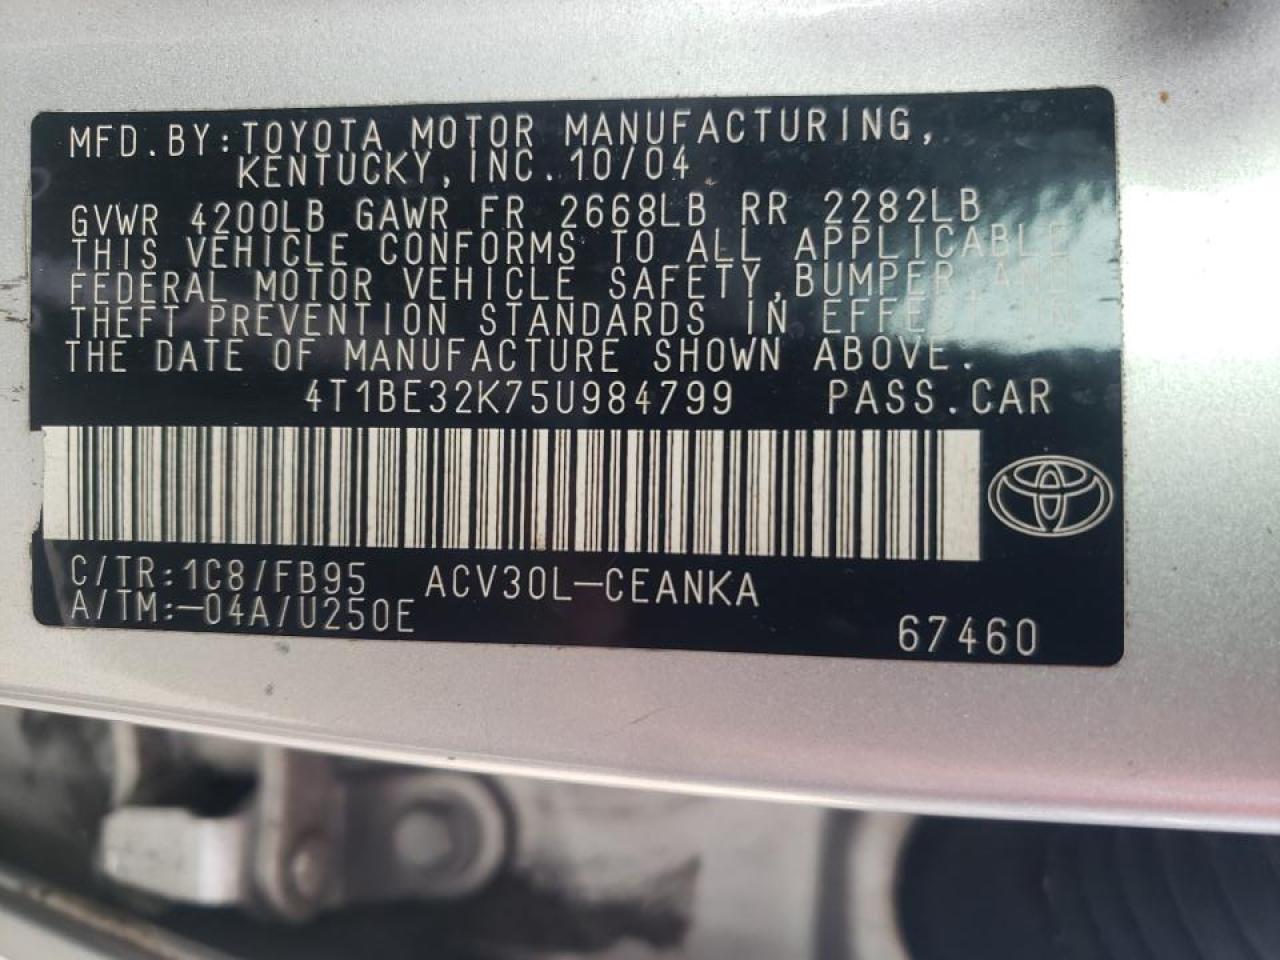 MFD.BY:TOYOTA MOTOR MANUFACTURING,
KENTUCKY,INC.10/04
GVWR 4200LB GAWR FR 2668LB RR 2282LB
THIS VEHICLE CONFORMS TO ALL APPLICABLE
FEDERAL MOTOR VEHICLE SAFETY,BUMPER,AND
THEFT PREVENTION STANDARDS IN EFFECT ON
THE DATE OF MANUFACTURE SHOWN ABOVE.
4T1BE32K75U984799 PASS.CAR
C/TR:1C8/FB95 ACV30L-CEANKA
A/TM:-04A/U250E
67460